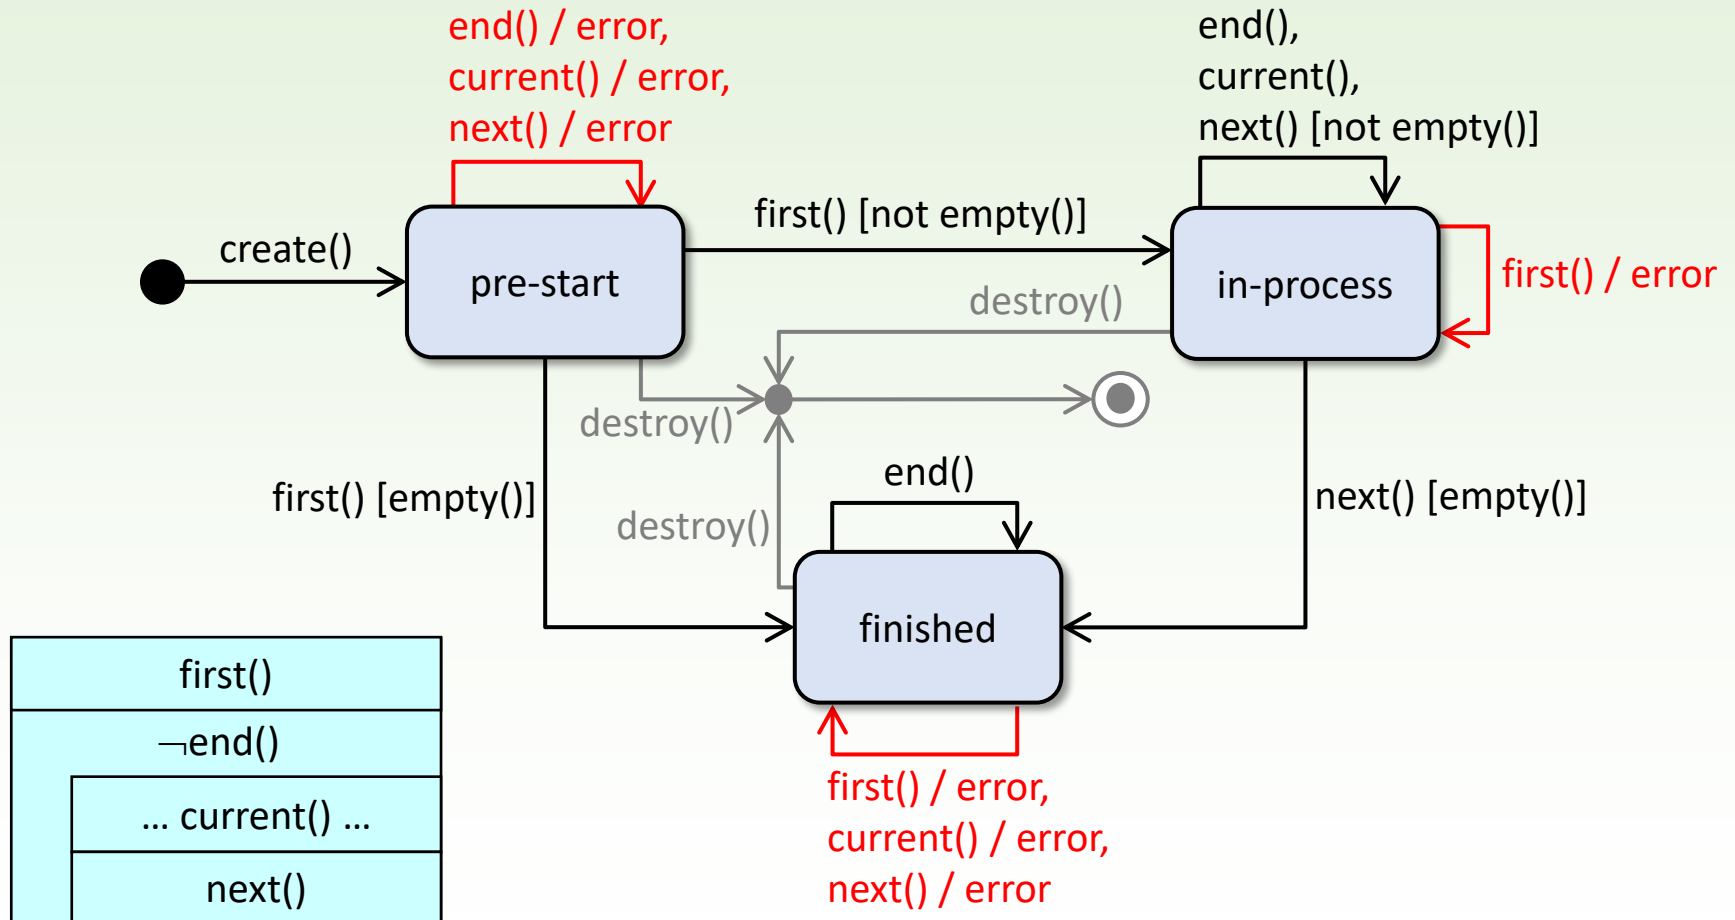 end() / error,
current() / error,
next() / error
end(),
current(),
next() [not empty()]
create()
pre-start
first() [not empty()]
in-process
first() / error
destroy()
destroy()
first() [empty()]
destroy()
end()
next() [empty()]
finished
first() / error,
current() / error,
next() / error
first()
¬end()
... current() ...
next()